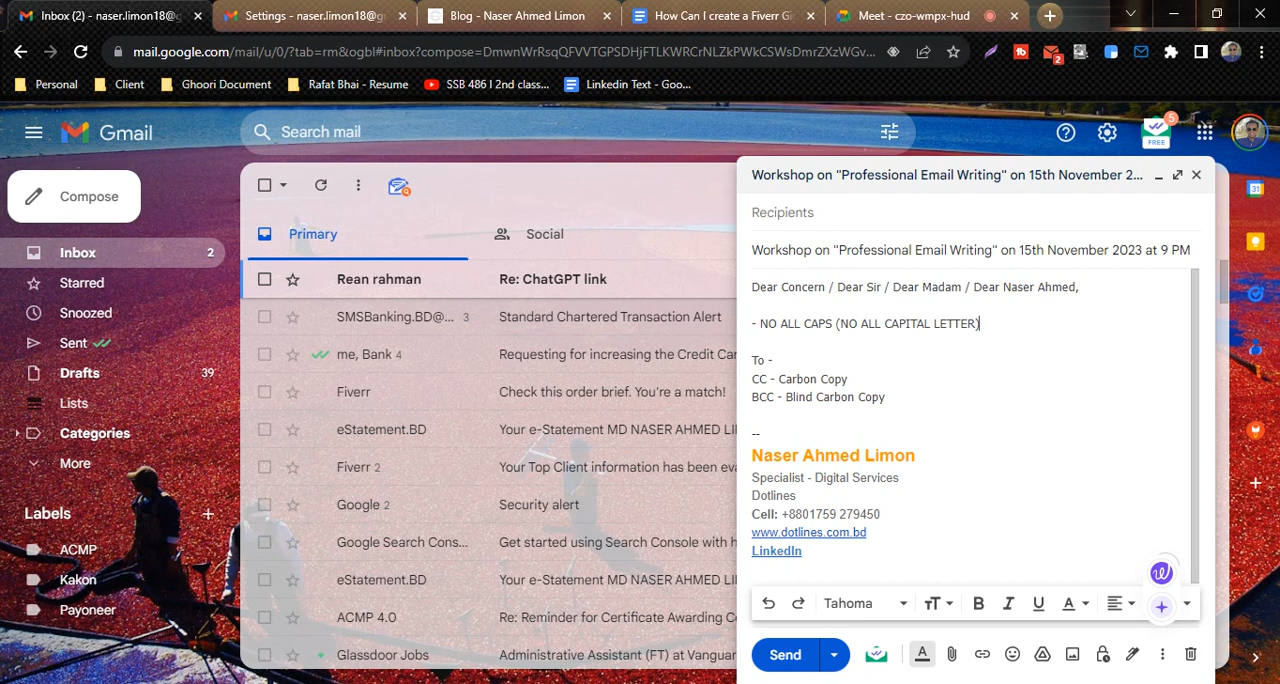 Inbox (2) - naser.limon18@g
Settings - naser.limon18@g
Blog - Naser Ahmed Limon
How Can I create a Fiverr Gi
Meet - czo-wmpx-hud
mail.google.com/mail/u/0/?tab=rm&ogbl#inbox?compose=DmwnWrRsqQFVVTGPSDHjFTLKWRCrNLZkPWkCSWsDmrZXzWGv...
2
Personal
Client
Ghoori Document
Rafat Bhai - Resume
SSB 486 I 2nd class...
Linkedin Text - Goo...
Gmail
Search mail
5
FREE
Compose
Inbox 2
Starred
Snoozed
Sent
Drafts 39
Lists
Categories
More
Labels
ACMP
Kakon
Payoneer
Primary
Social
Rean rahman Re: ChatGPT link
SMSBanking.BD@... 3 Standard Chartered Transaction Alert
me, Bank 4 Requesting for increasing the Credit Car
Fiverr Check this order brief. You're a match!
eStatement.BD Your e-Statement MD NASER AHMED LIM
Fiverr 2 Your Top Client information has been eva
Google 2 Security alert
Google Search Cons... Get started using Search Console with h
eStatement.BD Your e-Statement MD NASER AHMED LIM
ACMP 4.0 Re: Reminder for Certificate Awarding C
Glassdoor Jobs Administrative Assistant (FT) at Vanguar
Workshop on "Professional Email Writing" on 15th November 2...
Recipients
Workshop on "Professional Email Writing" on 15th November 2023 at 9 PM
Dear Concern / Dear Sir / Dear Madam / Dear Naser Ahmed,
- NO ALL CAPS (NO ALL CAPITAL LETTER)
To -
CC - Carbon Copy
BCC - Blind Carbon Copy
--
Naser Ahmed Limon
Specialist - Digital Services
Dotlines
Cell: +8801759 279450
www.dotlines.com.bd
LinkedIn
Tahoma
Send